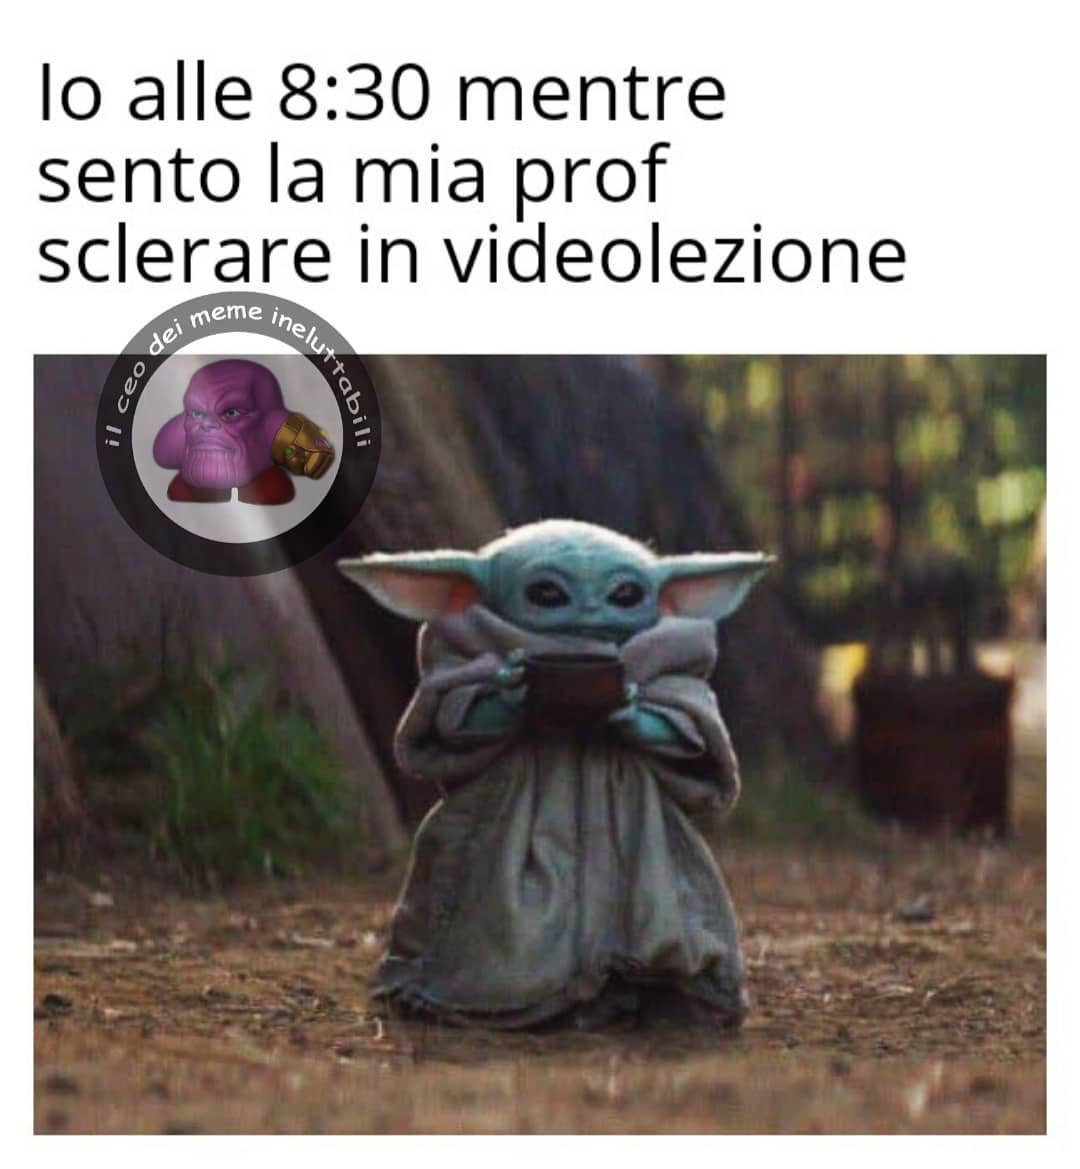 Io alle 8:30 mentre
sento la mia prof
sclerare in videolezione
il ceo dei meme ineluttabili